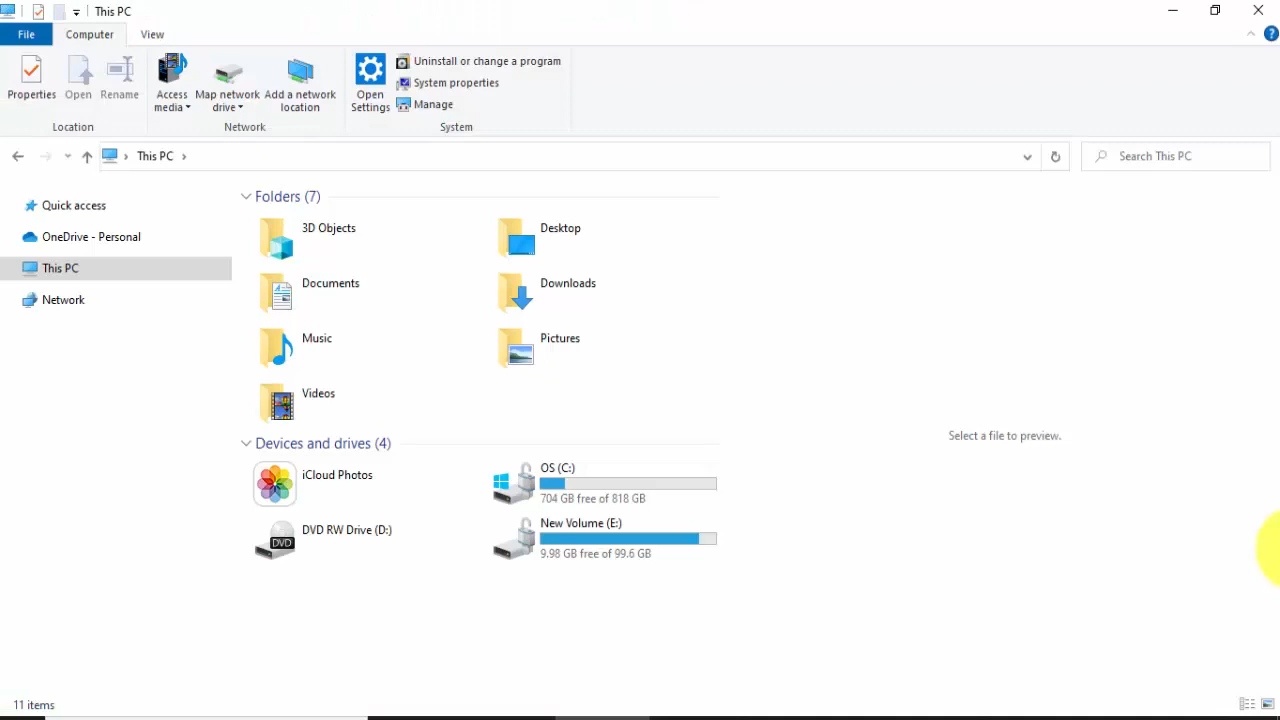 This PC
File
Computer
View
Properties
Open
Rename
Location
Access media
Map network drive
Add a network location
Network
Open Settings
Uninstall or change a program
System properties
Manage
System
This PC
Search This PC
Quick access
OneDrive - Personal
This PC
Network
Folders (7)
3D Objects
Desktop
Documents
Downloads
Music
Pictures
Videos
Devices and drives (4)
iCloud Photos
OS (C:)
704 GB free of 818 GB
DVD
DVD RW Drive (D:)
New Volume (E:)
9.98 GB free of 99.6 GB
Select a file to preview.
11 items